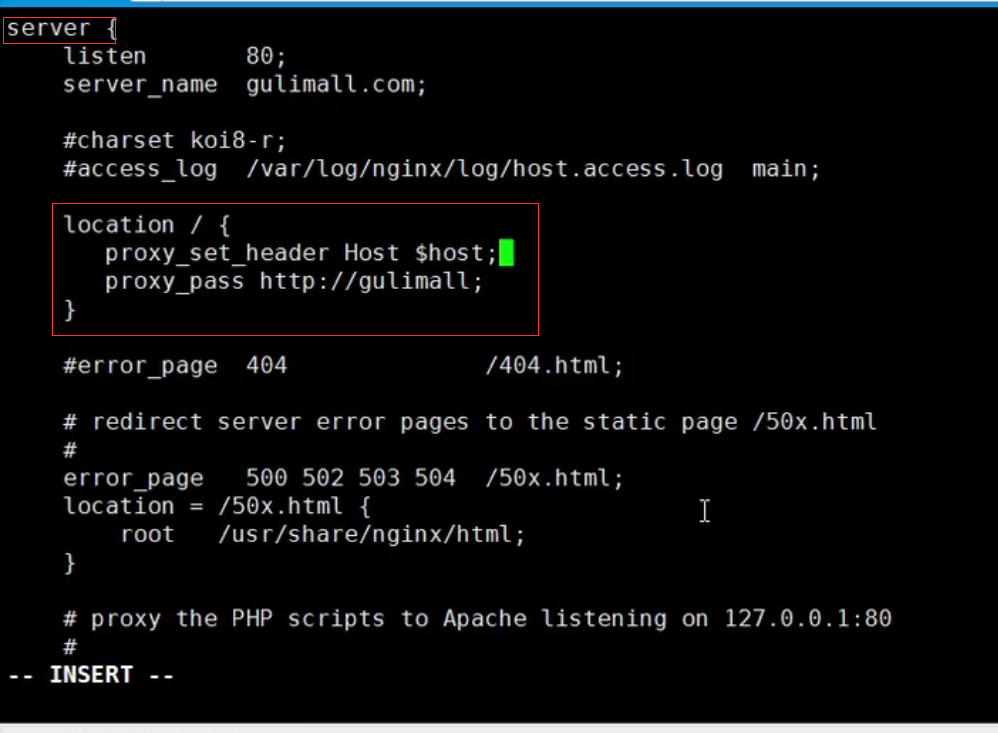 server {
listen 80;
server_name gulimall.com;
#charset koi8-r;
#access_log /var/log/nginx/log/host.access.log main;
location / {
proxy_set_header Host $host;
proxy_pass http://gulimall;
}
#error_page 404 /404.html;
# redirect server error pages to the static page /50x.html
#
error_page 500 502 503 504 /50x.html;
location = /50x.html {
root /usr/share/nginx/html;
}
# proxy the PHP scripts to Apache listening on 127.0.0.1:80
#
-- INSERT --